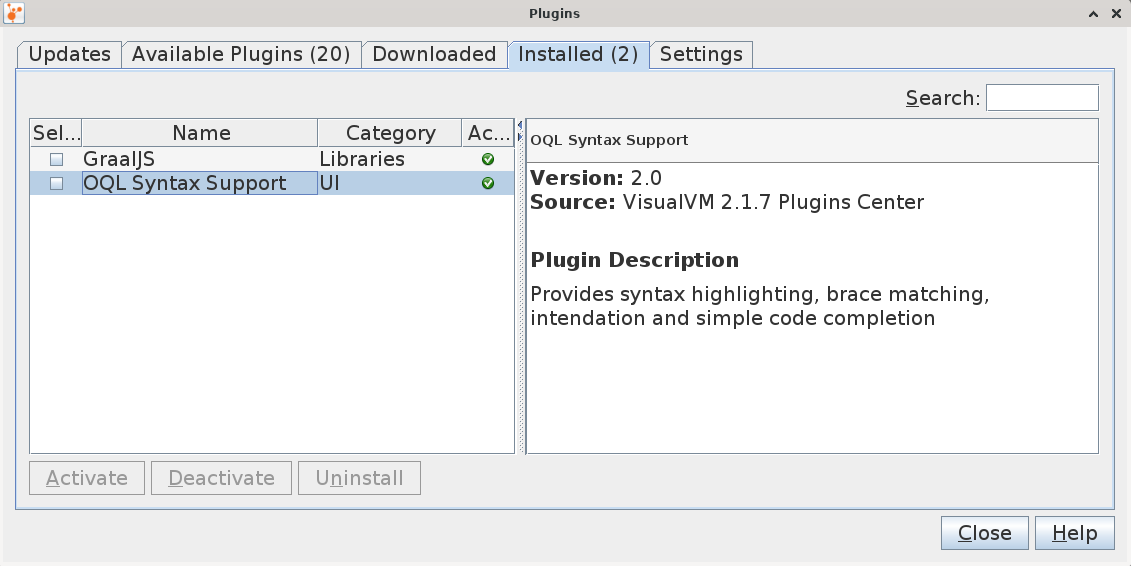 Plugins
Updates Available Plugins (20) Downloaded Installed (2) Settings
Search:
Sel... Name Category Ac...
GraalJS Libraries
OQL Syntax Support UI
OQL Syntax Support
Version: 2.0
Source: VisualVM 2.1.7 Plugins Center
Plugin Description
Provides syntax highlighting, brace matching,
intendation and simple code completion
Activate Deactivate Uninstall
Close Help